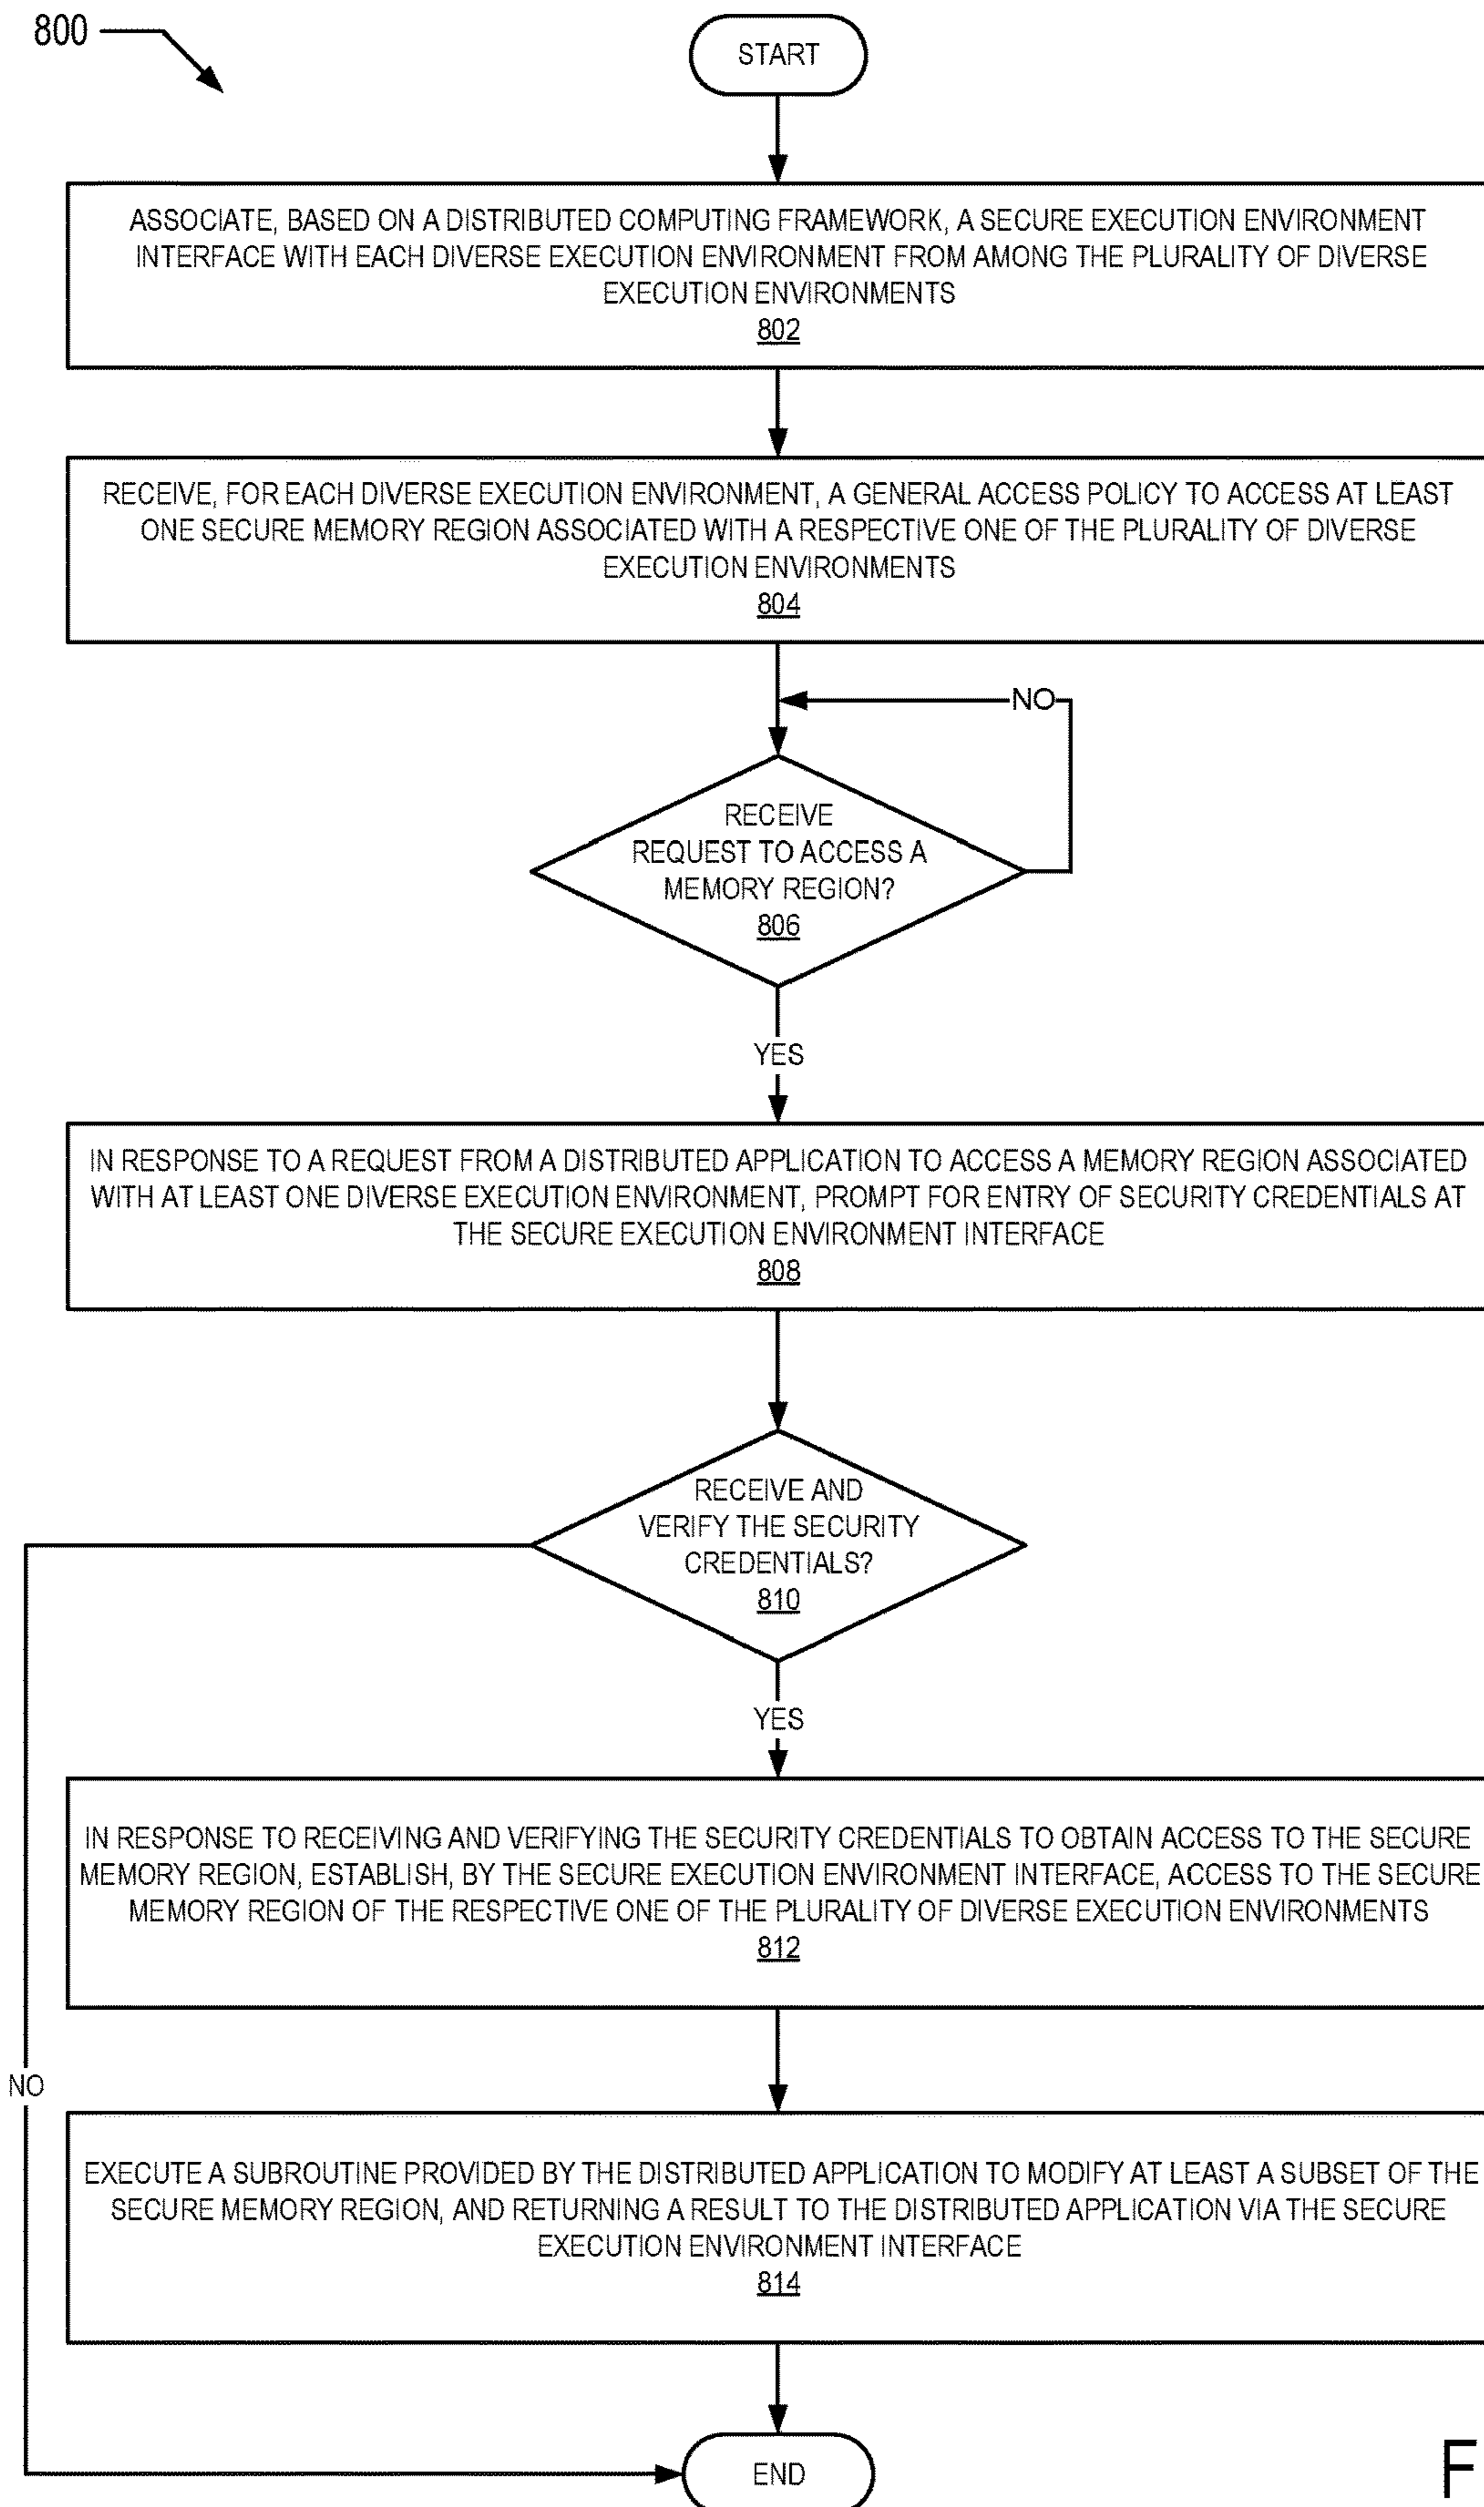 800
START
ASSOCIATE, BASED ON A DISTRIBUTED COMPUTING FRAMEWORK, A SECURE EXECUTION ENVIRONMENT
INTERFACE WITH EACH DIVERSE EXECUTION ENVIRONMENT FROM AMONG THE PLURALITY OF DIVERSE
EXECUTION ENVIRONMENTS
802
RECEIVE, FOR EACH DIVERSE EXECUTION ENVIRONMENT, A GENERAL ACCESS POLICY TO ACCESS AT LEAST
ONE SECURE MEMORY REGION ASSOCIATED WITH A RESPECTIVE ONE OF THE PLURALITY OF DIVERSE
EXECUTION ENVIRONMENTS
804
NO
RECEIVE
REQUEST TO ACCESS A
MEMORY REGION?
806
YES
IN RESPONSE TO A REQUEST FROM A DISTRIBUTED APPLICATION TO ACCESS A MEMORY REGION ASSOCIATED
WITH AT LEAST ONE DIVERSE EXECUTION ENVIRONMENT, PROMPT FOR ENTRY OF SECURITY CREDENTIALS AT
THE SECURE EXECUTION ENVIRONMENT INTERFACE
808
RECEIVE AND
VERIFY THE SECURITY
CREDENTIALS?
810
YES
IN RESPONSE TO RECEIVING AND VERIFYING THE SECURITY CREDENTIALS TO OBTAIN ACCESS TO THE SECURE
MEMORY REGION, ESTABLISH, BY THE SECURE EXECUTION ENVIRONMENT INTERFACE, ACCESS TO THE SECURE
MEMORY REGION OF THE RESPECTIVE ONE OF THE PLURALITY OF DIVERSE EXECUTION ENVIRONMENTS
812
NO
EXECUTE A SUBROUTINE PROVIDED BY THE DISTRIBUTED APPLICATION TO MODIFY AT LEAST A SUBSET OF THE
SECURE MEMORY REGION, AND RETURNING A RESULT TO THE DISTRIBUTED APPLICATION VIA THE SECURE
EXECUTION ENVIRONMENT INTERFACE
814
END
F